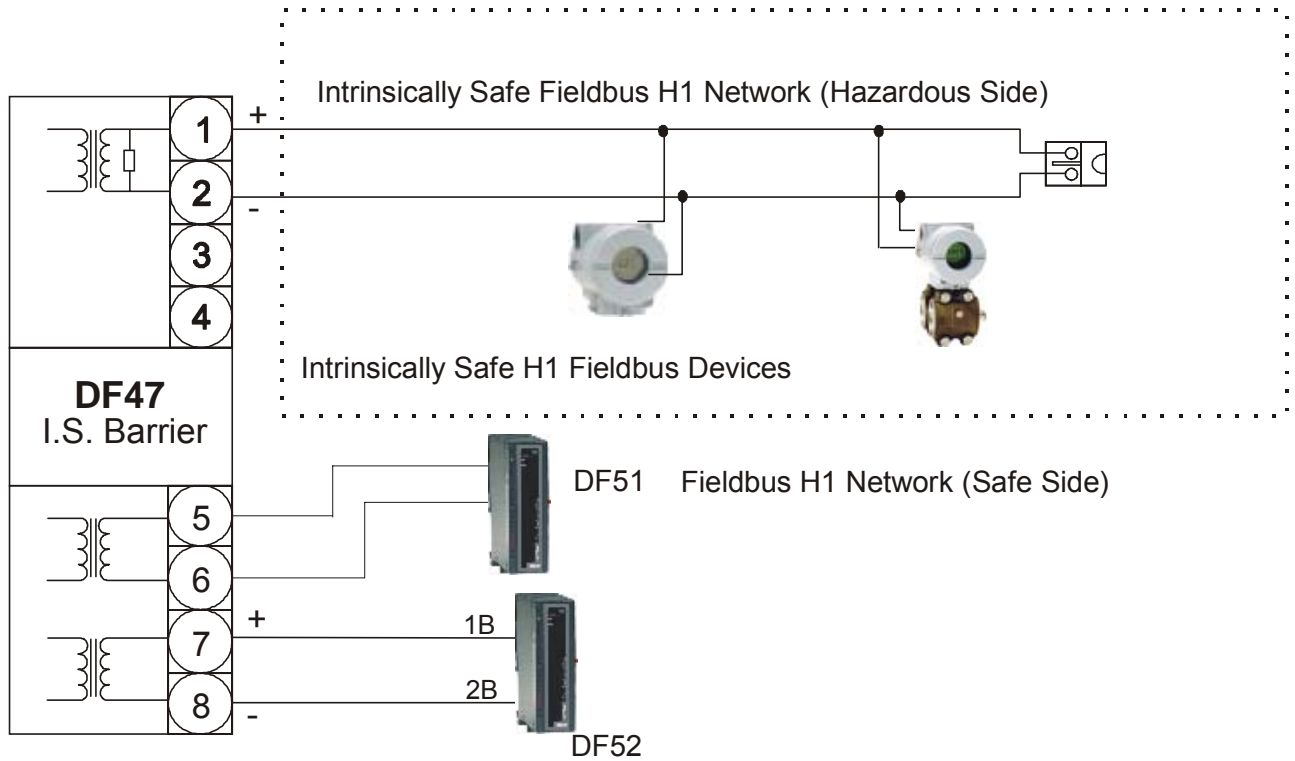 Intrinsically Safe Fieldbus H1 Network (Hazardous Side)
+
1
2
-
3
4
Intrinsically Safe H1 Fieldbus Devices
DF47
I.S. Barrier
DF51 Fieldbus H1 Network (Safe Side)
5
6
+
7
1B
8
2B
-
DF52